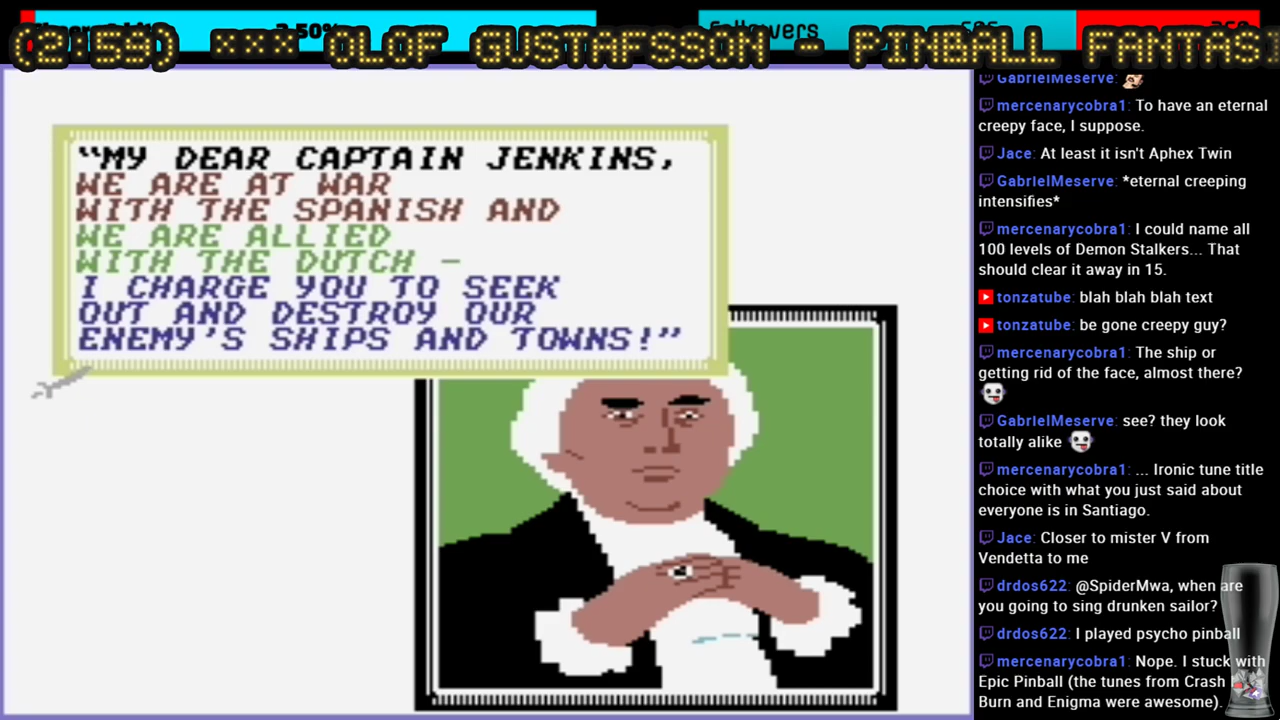 3.50%
followers
(2:59) *** OLOF GUSTAFSSON - PINBALL FANTASI
“MY DEAR CAPTAIN JENKINS,
WE ARE AT WAR
WITH THE SPANISH AND
WE ARE ALLIED
WITH THE DUTCH -
I CHARGE YOU TO SEEK
OUT AND DESTROY OUR
ENEMY'S SHIPS AND TOWNS!”
GabrielMeserve:
mercenarycobra1: To have an eternal
creepy face, I suppose.
Jace: At least it isn't Aphex Twin
GabrielMeserve: *eternal creeping
intensifies*
mercenarycobra1: I could name all
100 levels of Demon Stalkers... That
should clear it away in 15.
tonzatube: blah blah blah text
tonzatube: be gone creepy guy?
mercenarycobra1: The ship or
getting rid of the face, almost there?
GabrielMeserve: see? they look
totally alike
mercenarycobra1: ... Ironic tune title
choice with what you just said about
everyone is in Santiago.
Jace: Closer to mister V from
Vendetta to me
drdos622: @SpiderMwa, when are
you going to sing drunken sailor?
drdos622: I played psycho pinball
mercenarycobra1: Nope. I stuck with
Epic Pinball (the tunes from Crash
Burn and Enigma were awesome).